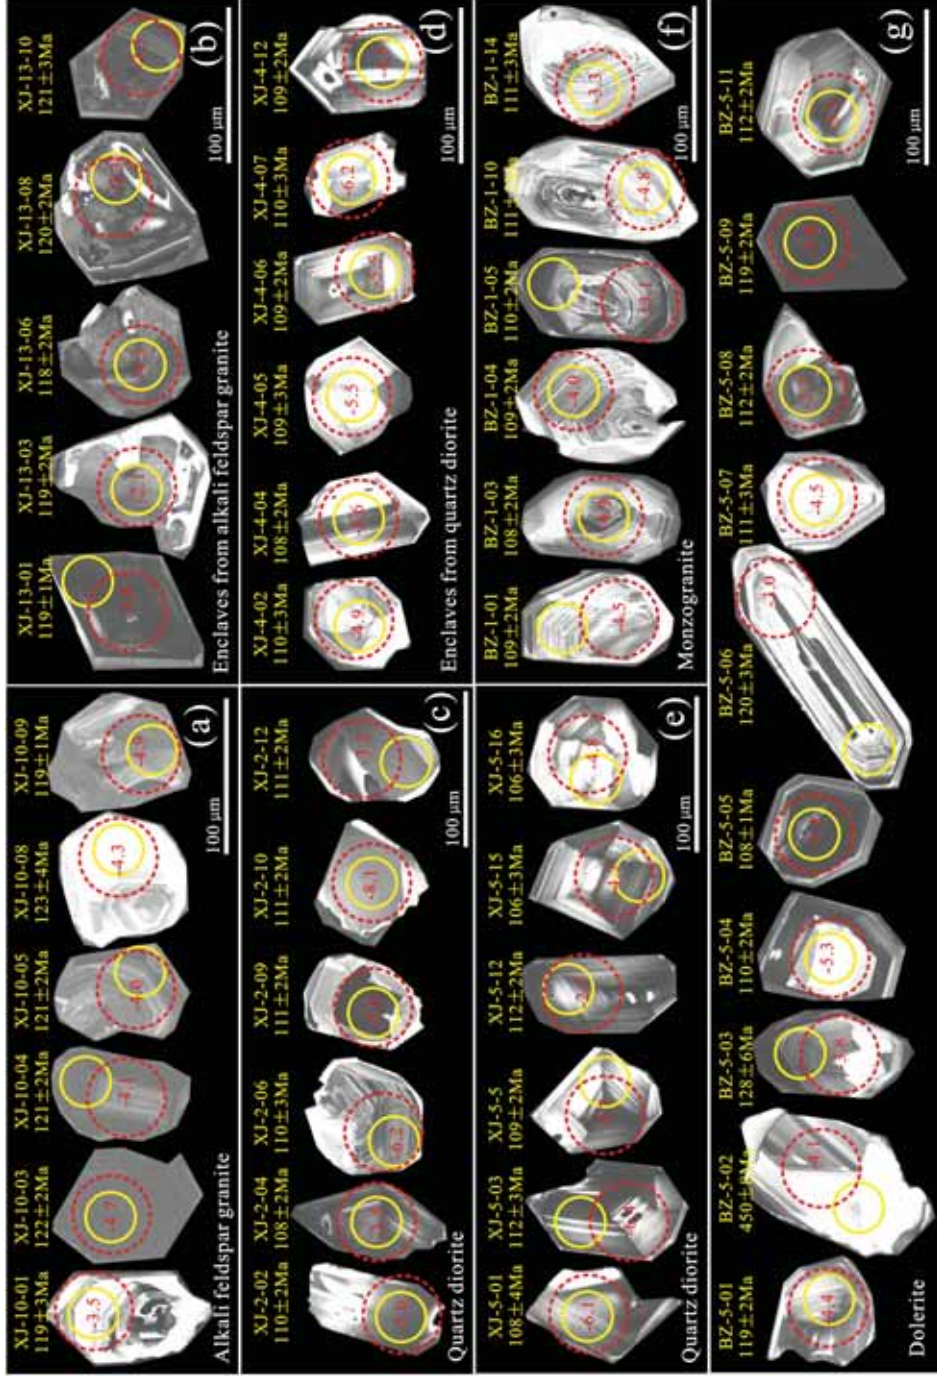 XJ-10-01
119±3Ma
-3.5
XJ-10-03
122±2Ma
-4.7
XJ-10-04
121±2Ma
XJ-10-05
121±2Ma
XJ-10-08
123±4Ma
-4.3
XJ-10-09
119±1Ma
Alkali feldspar granite
(a)
100 μm
XJ-13-01
119±1Ma
XJ-13-03
119±2Ma
XJ-13-06
118±2Ma
XJ-13-08
120±2Ma
XJ-13-10
121±3Ma
Enclaves from alkali feldspar granite
(b)
100 μm
XJ-2-02
110±2Ma
XJ-2-04
108±2Ma
XJ-2-06
110±3Ma
-6.2
XJ-2-09
111±2Ma
XJ-2-10
111±2Ma
-8.1
XJ-2-12
111±2Ma
Quartz diorite
(c)
100 μm
XJ-4-02
110±3Ma
-4.9
XJ-4-04
108±2Ma
XJ-4-05
109±3Ma
-5.5
XJ-4-06
109±2Ma
XJ-4-07
110±3Ma
-6.2
XJ-4-12
109±2Ma
Enclaves from quartz diorite
(d)
100 μm
XJ-5-01
108±4Ma
-6.1
XJ-5-03
112±3Ma
XJ-5-5
109±2Ma
XJ-5-12
112±2Ma
XJ-5-15
106±3Ma
XJ-5-16
106±3Ma
Quartz diorite
(e)
100 μm
BZ-1-01
109±2Ma
-4.5
BZ-1-03
108±2Ma
BZ-1-04
109±2Ma
-4.0
BZ-1-05
110±2Ma
BZ-1-10
-4.8
BZ-1-14
111±3Ma
-3.3
Monzogranite
(f)
100 μm
BZ-5-01
119±2Ma
BZ-5-02
-4.1
BZ-5-03
128±6Ma
BZ-5-04
110±2Ma
-5.3
BZ-5-05
108±1Ma
BZ-5-06
120±3Ma
BZ-5-07
111±3Ma
-4.5
BZ-5-08
112±2Ma
BZ-5-09
119±2Ma
BZ-5-11
112±2Ma
Dolerite
(g)
100 μm